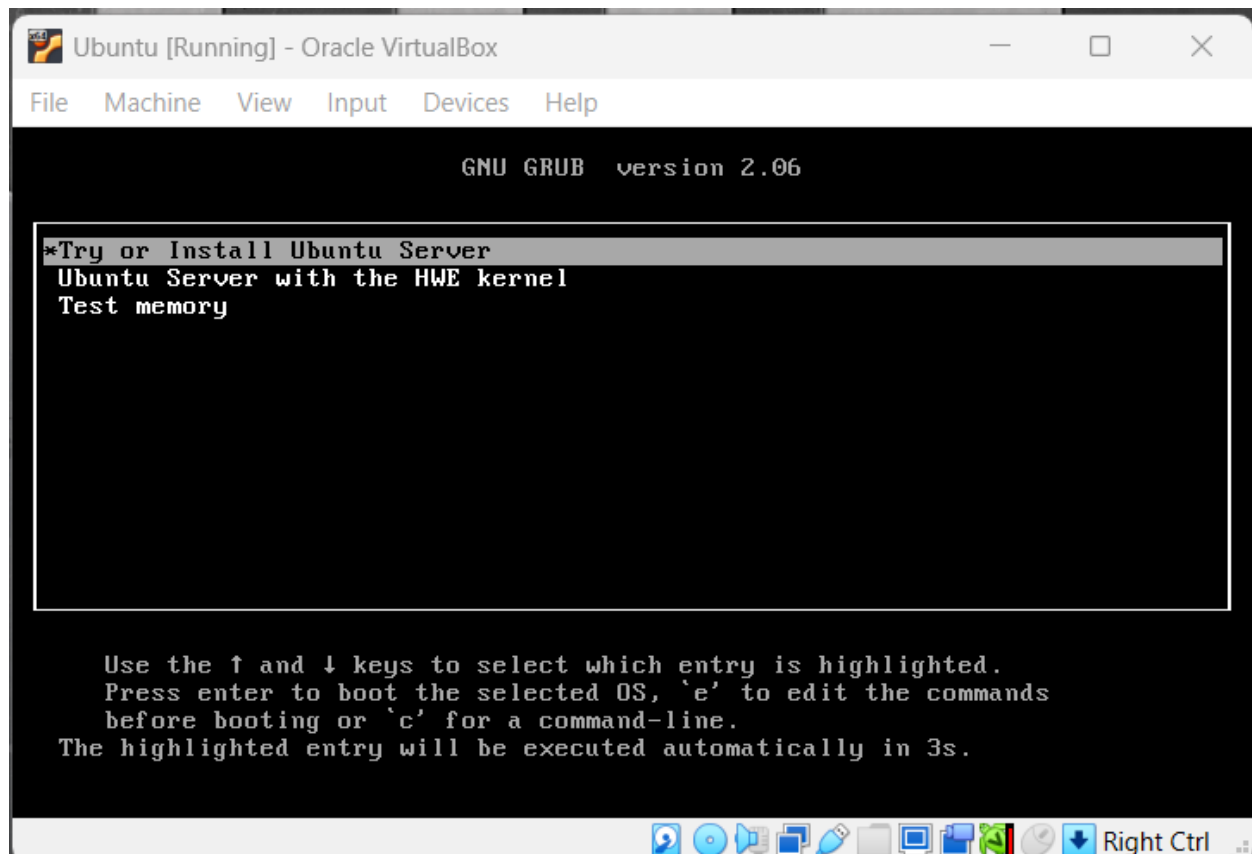 Ubuntu [Running] - Oracle VirtualBox
File Machine View Input Devices Help
GNU GRUB version 2.06
*Try or Install Ubuntu Server
Ubuntu Server with the HWE kernel
Test memory
Use the ↑ and ↓ keys to select which entry is highlighted.
Press enter to boot the selected OS, `e' to edit the commands
before booting or `c' for a command-line.
The highlighted entry will be executed automatically in 3s.
Right Ctrl